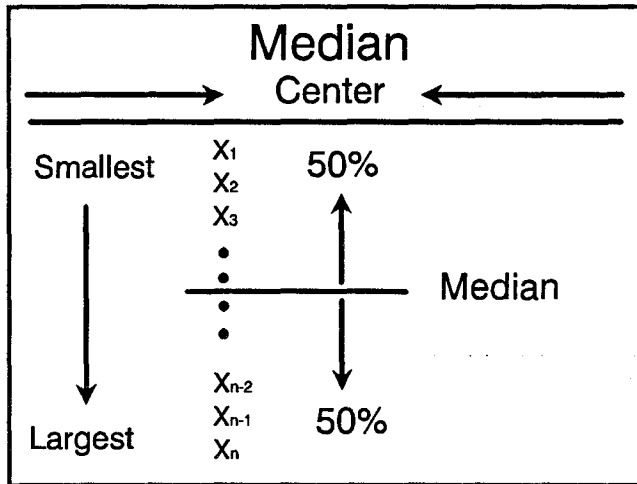 Median
Center
Smallest
X1
50%
X2
X3
Median
Xn-2
Xn-1
50%
Largest
Xn